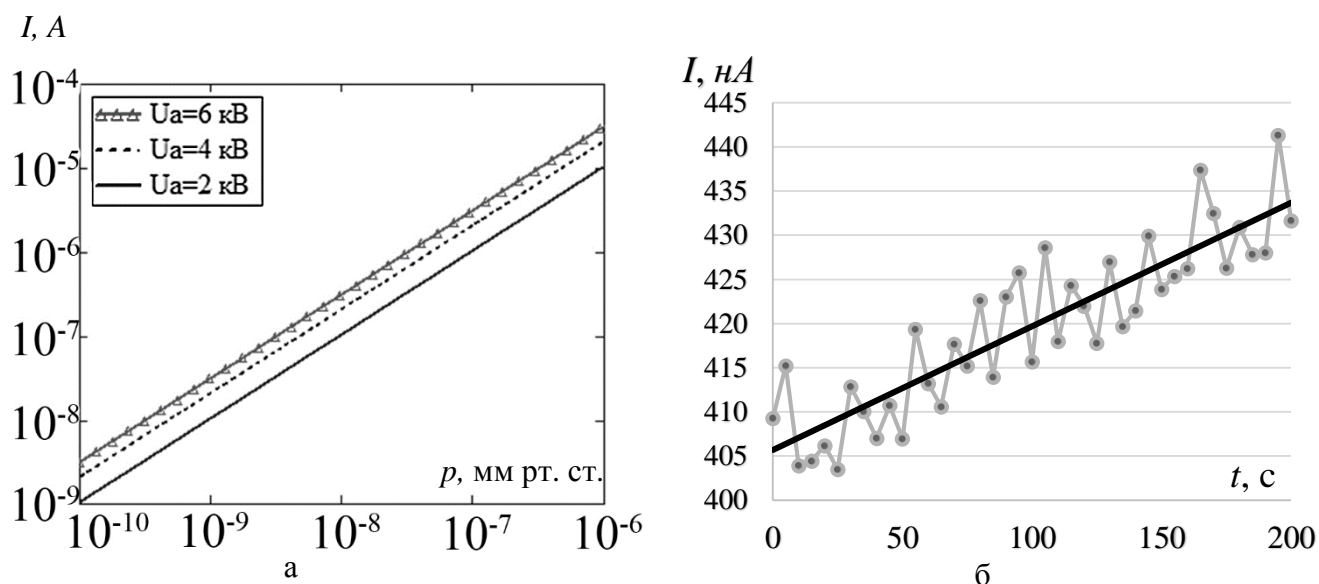 I, А
10⁻⁴
10⁻⁵
10⁻⁶
10⁻⁷
10⁻⁸
10⁻⁹
Ua=6 кВ
Ua=4 кВ
Ua=2 кВ
p, мм рт. ст.
10⁻¹⁰ 10⁻⁹ 10⁻⁸ 10⁻⁷ 10⁻⁶
а
I, нА
445
440
435
430
425
420
415
410
405
400
t, с
0 50 100 150 200
б